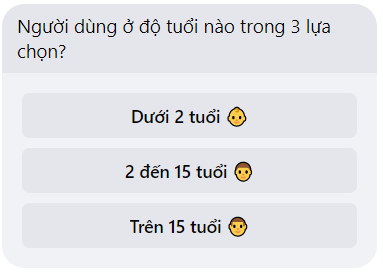 Người dùng ở độ tuổi nào trong 3 lựa
chọn?
Dưới 2 tuổi 👶
2 đến 15 tuổi 👨
Trên 15 tuổi 👨